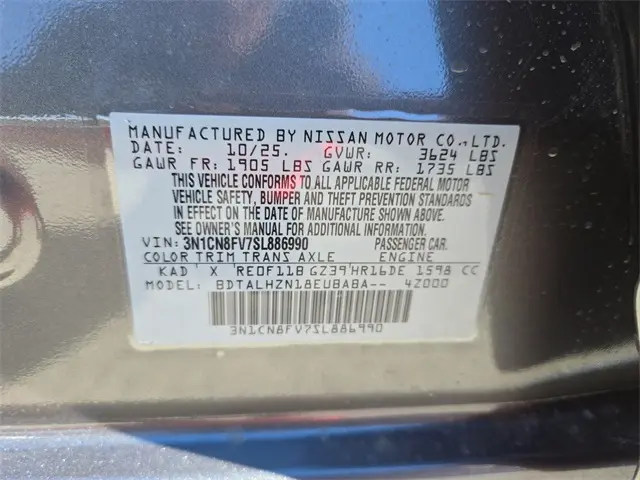 MANUFACTURED BY NISSAN MOTOR CO., LTD.
DATE: 10/25. GVWR: 3624 LBS
GAWR FR: 1905 LBS GAWR RR: 1735 LBS
THIS VEHICLE CONFORMS TO ALL APPLICABLE FEDERAL MOTOR
VEHICLE SAFETY, BUMPER AND THEFT PREVENTION STANDARDS
IN EFFECT ON THE DATE OF MANUFACTURE SHOWN ABOVE.
SEE OWNER'S MANUAL FOR ADDITIONAL INFORMATION.
VIN: 3N1CN8FV7SL886990 PASSENGER CAR.
COLOR TRIM TRANS AXLE ENGINE
KAD X RE0F11B GZ39 HR16DE 1598 CC
MODEL: BDTALHZN18EUBABA-- 4Z000
3N1CN8FV7SL886990